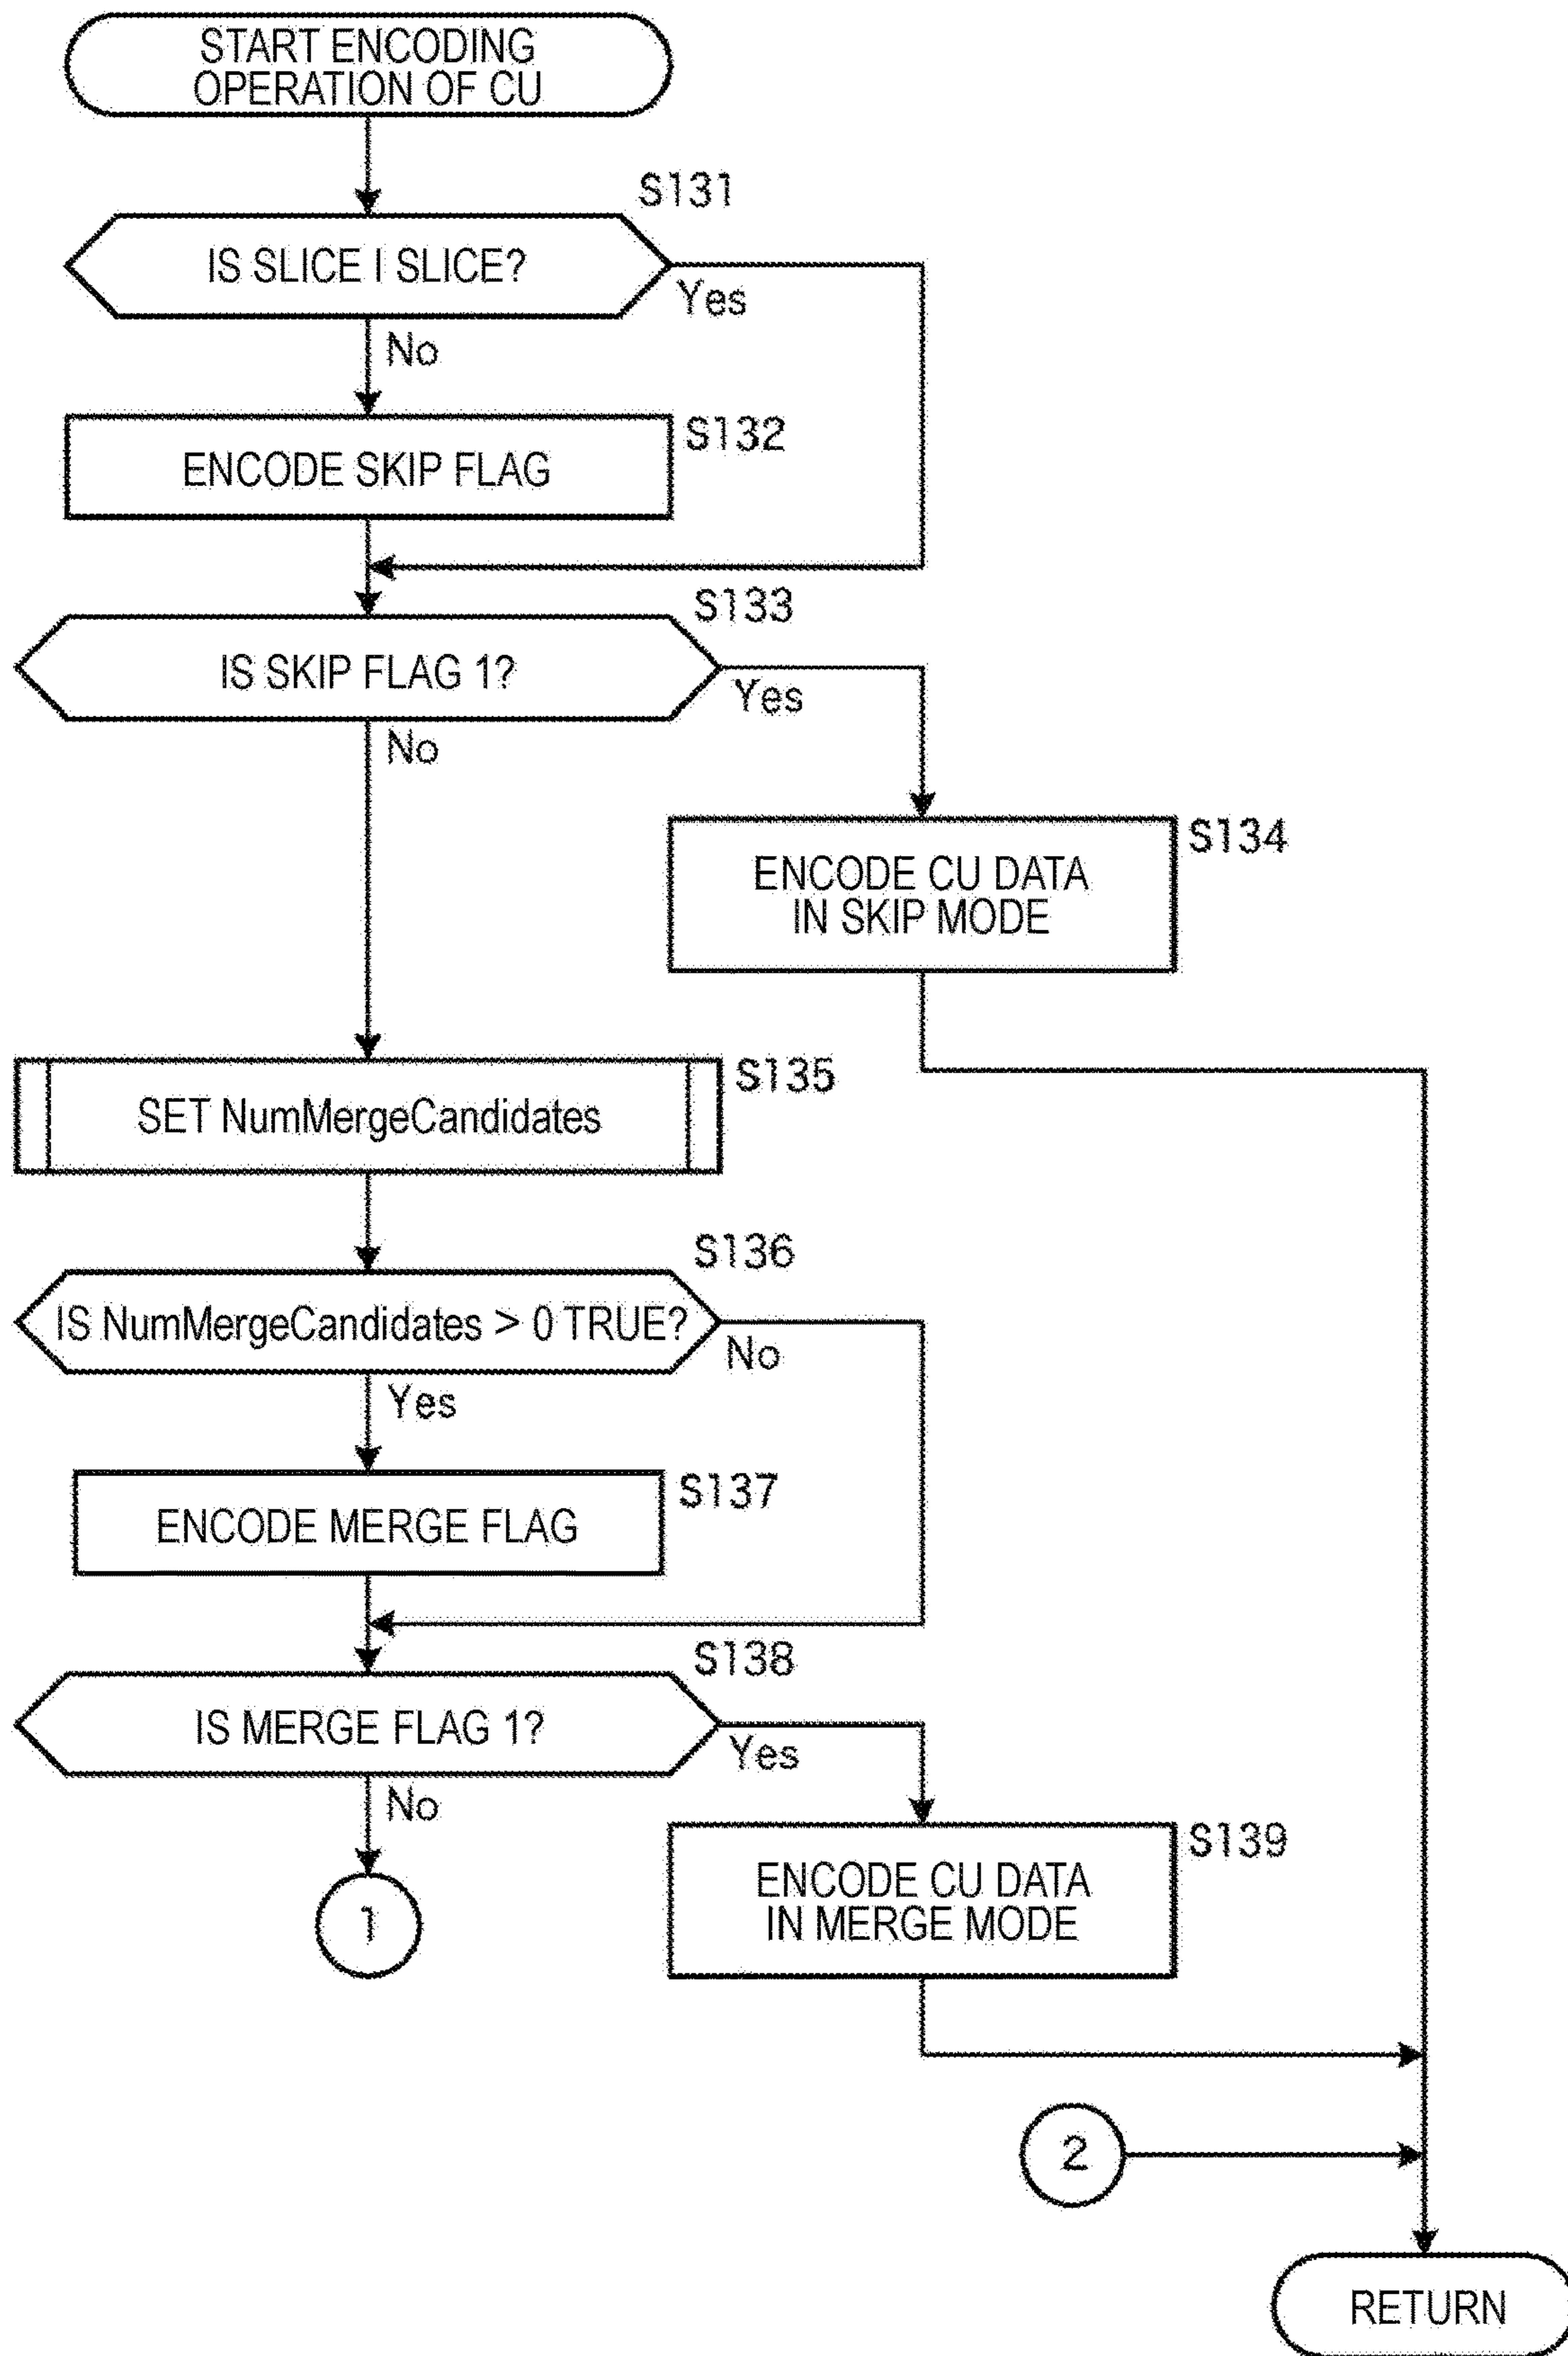 START ENCODING
OPERATION OF CU
S131
IS SLICE I SLICE?
Yes
No
S132
ENCODE SKIP FLAG
S133
IS SKIP FLAG 1?
Yes
No
S134
ENCODE CU DATA
IN SKIP MODE
S135
SET NumMergeCandidates
S136
IS NumMergeCandidates > 0 TRUE?
No
Yes
S137
ENCODE MERGE FLAG
S138
IS MERGE FLAG 1?
Yes
No
S139
ENCODE CU DATA
IN MERGE MODE
1
2
RETURN